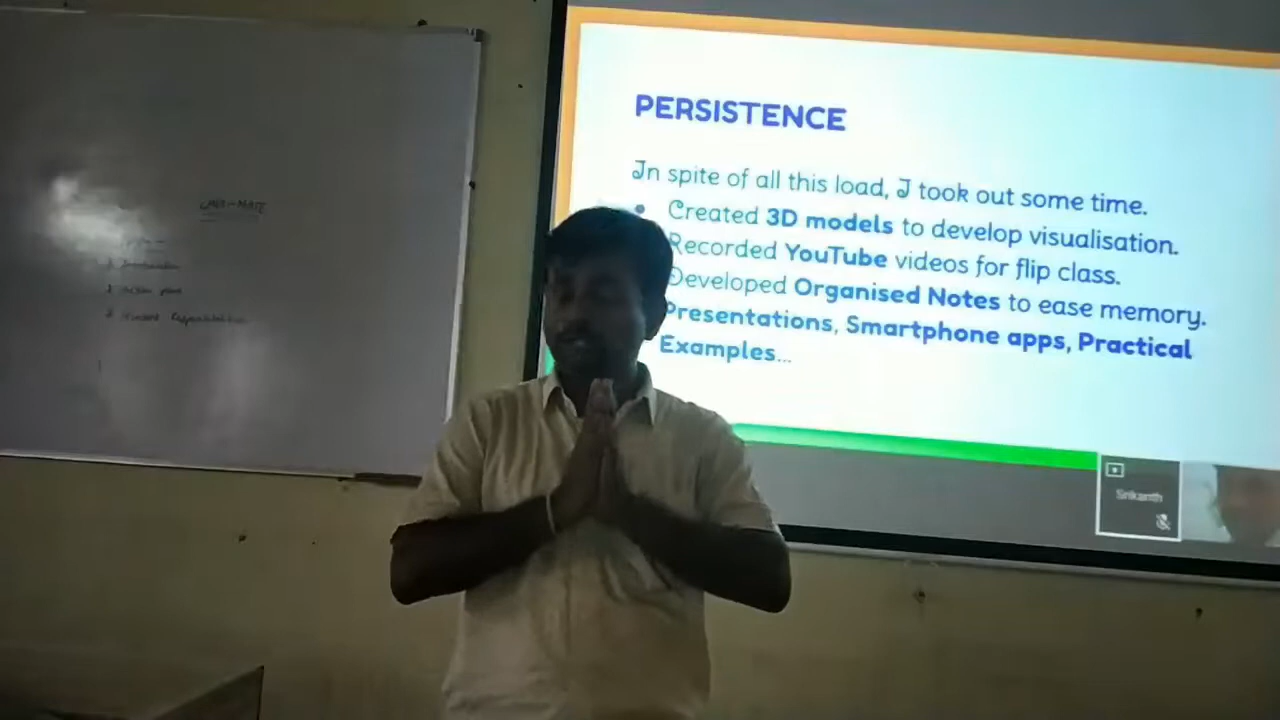 PERSISTENCE
In spite of all this load, I took out some time.
• Created 3D models to develop visualisation.
Recorded YouTube videos for flip class.
Developed Organised Notes to ease memory.
Presentations, Smartphone apps, Practical
Examples...
Srikanth